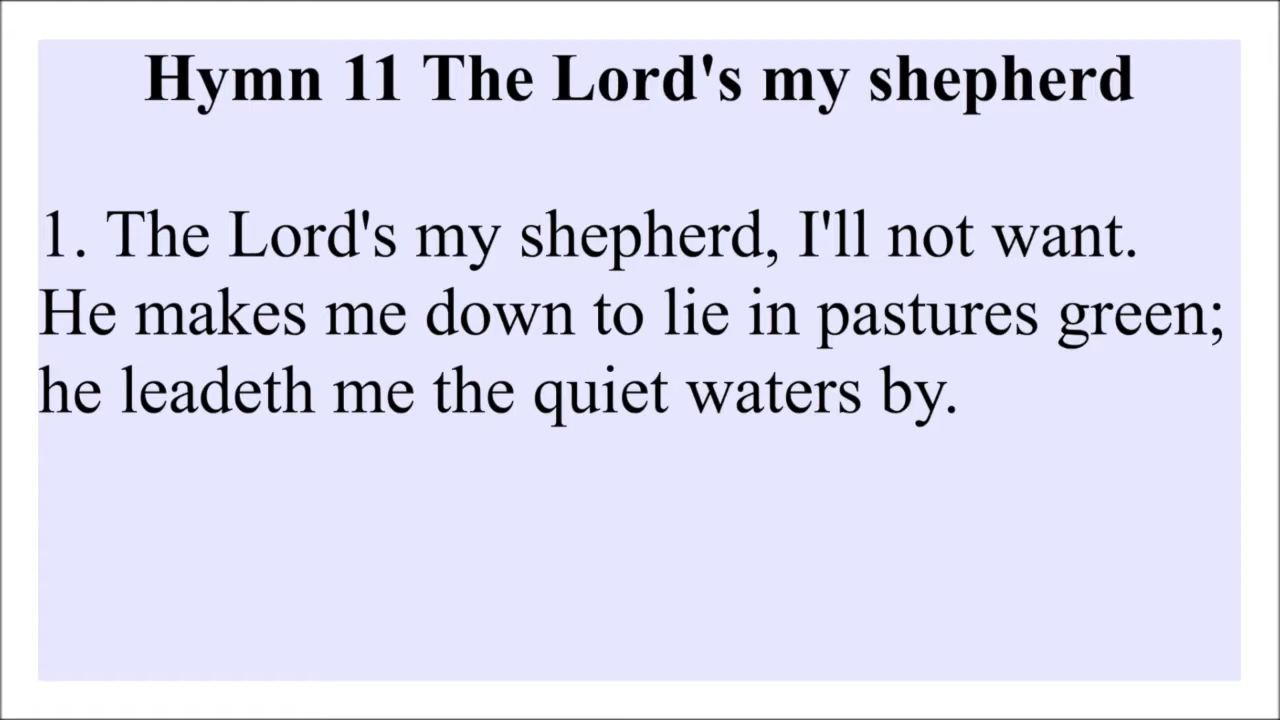 Hymn 11 The Lord's my shepherd
1. The Lord's my shepherd, I'll not want.
He makes me down to lie in pastures green;
he leadeth me the quiet waters by.